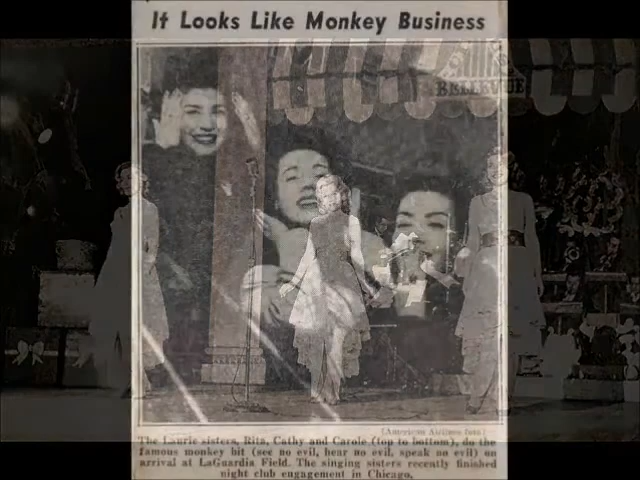 It Looks Like Monkey Business
BELLEVUE
(American Airlines foto)
The Laurie sisters, Rita, Cathy and Carole (top to bottom), do the
famous monkey bit (see no evil, hear no evil, speak no evil) on
arrival at LaGuardia Field. The singing sisters recently finished
night club engagement in Chicago.